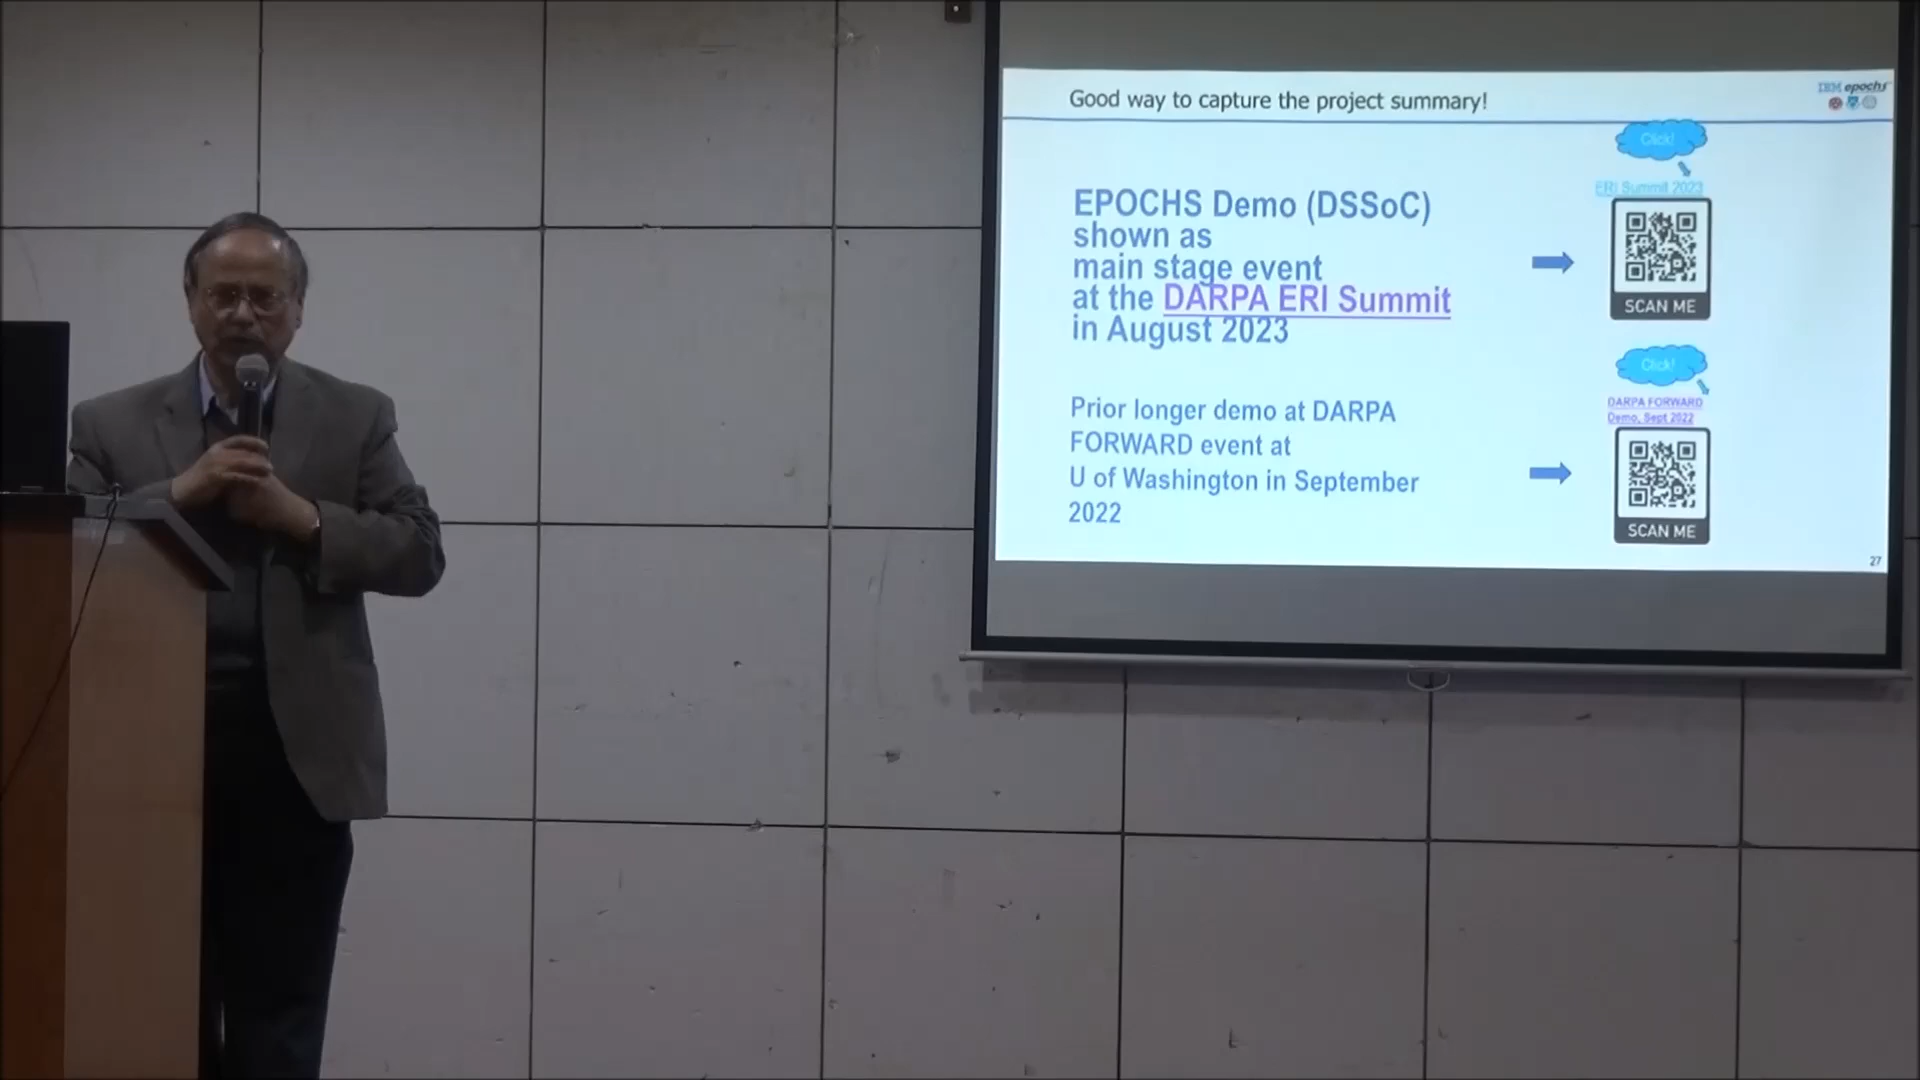 Good way to capture the project summary!
IBM epochs
Click!
ERI Summit 2023
EPOCHS Demo (DSSoC)
shown as
main stage event
at the DARPA ERI Summit
in August 2023
SCAN ME
Click!
DARPA FORWARD
Demo, Sept 2022
Prior longer demo at DARPA
FORWARD event at
U of Washington in September
2022
SCAN ME
27